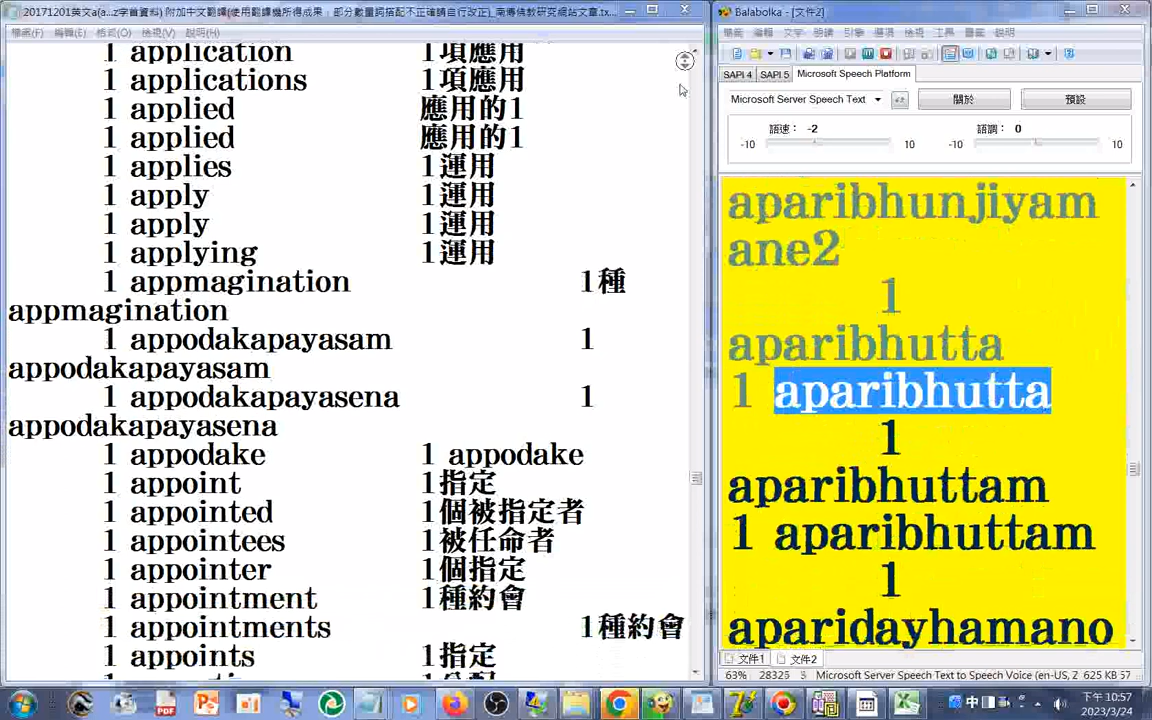 20171201英文a(a...z字首資料) 附加中文翻譯(使用翻譯機所得成果﹐部分數量詞搭配不正確請自行改正)_南傳佛教研究網站文章.tx...
檔案(F) 編輯(E) 格式(O) 檢視(V) 說明(H)
1 application 1項應用
1 applications 1項應用
1 applied 應用的1
1 applied 應用的1
1 applies 1運用
1 apply 1運用
1 apply 1運用
1 applying 1運用
1 appmagination 1種
appmagination
1 appodakapayasam 1
appodakapayasam
1 appodakapayasena 1
appodakapayasena
1 appodake 1 appodake
1 appoint 1指定
1 appointed 1個被指定者
1 appointees 1被任命者
1 appointer 1個指定
1 appointment 1種約會
1 appointments 1種約會
1 appoints 1指定
Balabolka - [文件2]
檔案 編輯 文字 朗讀 引擎 選項 檢視 工具 視窗 說明
SAPI 4 SAPI 5 Microsoft Speech Platform
Microsoft Server Speech Text 關於 預設
語速: -2 語調: 0
-10 10 -10 10
aparibhunjiyam
ane2
1
aparibhutta
1 aparibhutta
1
aparibhuttam
1 aparibhuttam
1
aparidayhamano
文件1 文件2
63% 28325 Microsoft Server Speech Text to Speech Voice (en-US, Z 625 KB 57
中
下午 10:57
2023/3/24